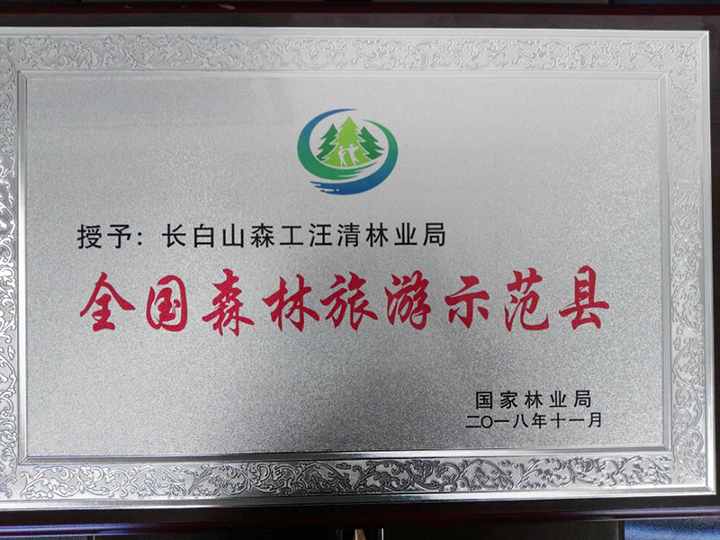 授予：长白山森工汪清林业局
全国森林旅游示范县
国家林业局
二〇一八年十一月